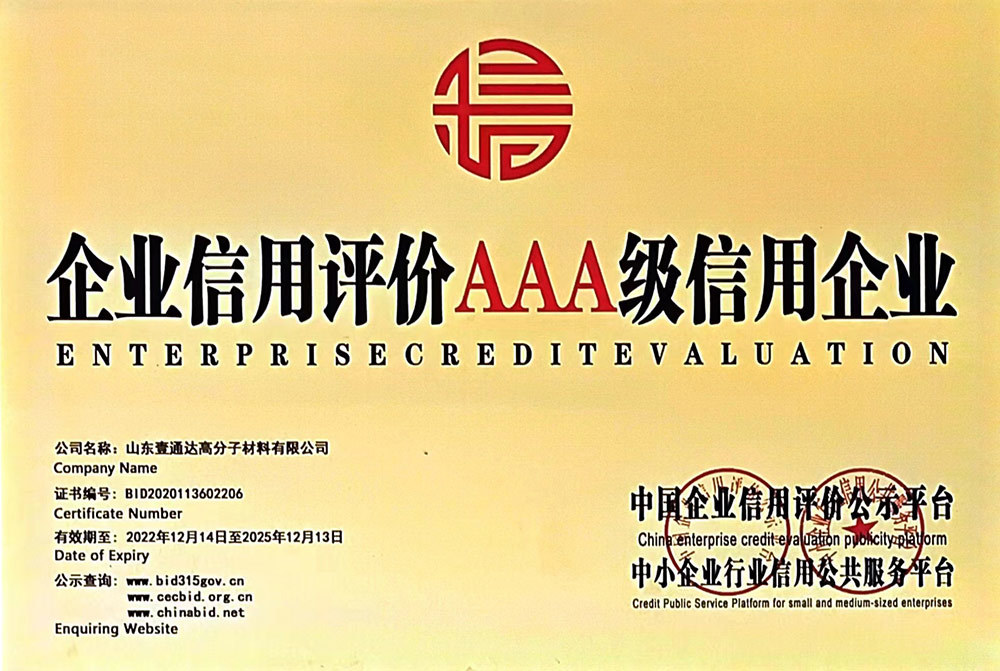 企业信用评价AAA级信用企业
ENTERPRISECREDITEVALUATION
公司名称：山东壹通达高分子材料有限公司
Company Name
证书编号：BID2020113602206
Certificate Number
有效期至：2022年12月14日至2025年12月13日
Date of Expiry
公示查询：www.bid315gov.cn
www.cecbid.org.cn
www.chinabid.net
Enquiring Website
中国企业信用评价公示平台
China enterprise credit evaluation publicity platform
中小企业行业信用公共服务平台
Credit Public Service Platform for small and medium-sized enterprises